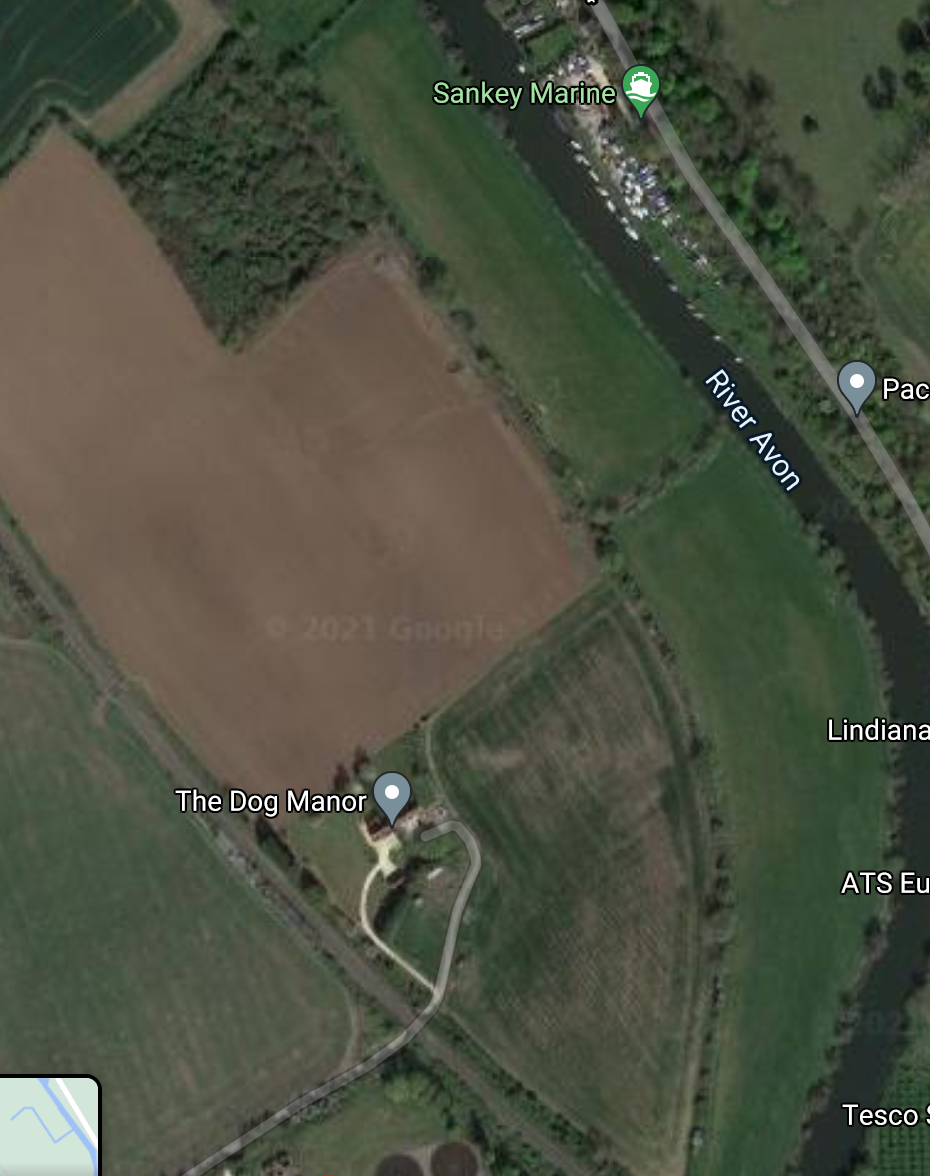 Sankey Marine
Pac
River Avon
© 2021 Google
Lindiana
The Dog Manor
ATS Eu
Tesco S